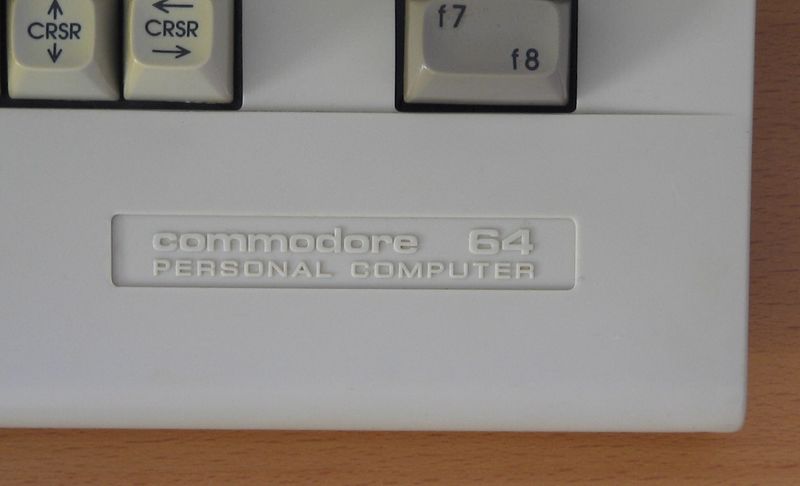 ↑
CRSR
↓
←
CRSR
→
f7
f8
commodore 64
PERSONAL COMPUTER